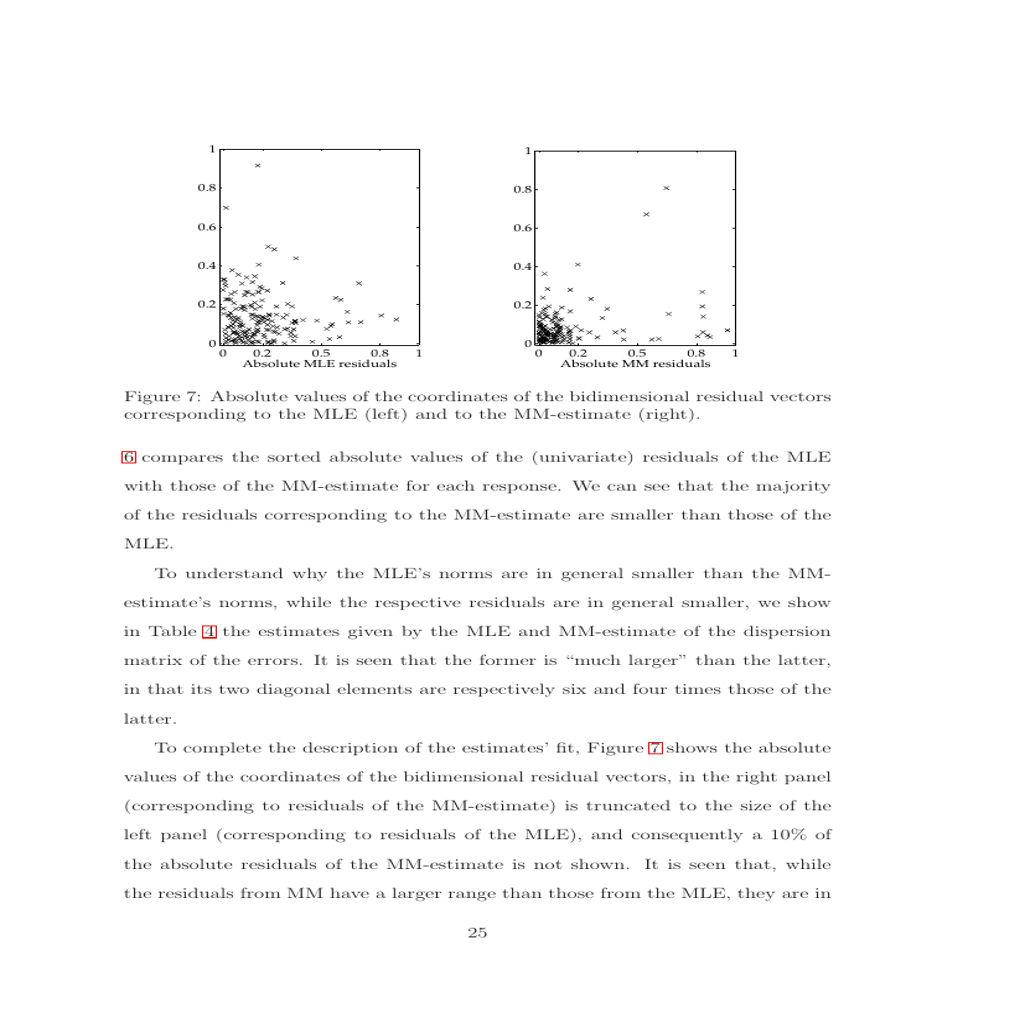 1
0.8
0.6
0.4
0.2
0
0 0.2 0.5 0.8 1
Absolute MLE residuals
1
0.8
0.6
0.4
0.2
0
0 0.2 0.5 0.8 1
Absolute MM residuals
Figure 7: Absolute values of the coordinates of the bidimensional residual vectors
corresponding to the MLE (left) and to the MM-estimate (right).
6 compares the sorted absolute values of the (univariate) residuals of the MLE
with those of the MM-estimate for each response. We can see that the majority
of the residuals corresponding to the MM-estimate are smaller than those of the
MLE.
To understand why the MLE's norms are in general smaller than the MM-
estimate's norms, while the respective residuals are in general smaller, we show
in Table 4 the estimates given by the MLE and MM-estimate of the dispersion
matrix of the errors. It is seen that the former is “much larger” than the latter,
in that its two diagonal elements are respectively six and four times those of the
latter.
To complete the description of the estimates' fit, Figure 7 shows the absolute
values of the coordinates of the bidimensional residual vectors, in the right panel
(corresponding to residuals of the MM-estimate) is truncated to the size of the
left panel (corresponding to residuals of the MLE), and consequently a 10% of
the absolute residuals of the MM-estimate is not shown. It is seen that, while
the residuals from MM have a larger range than those from the MLE, they are in
25